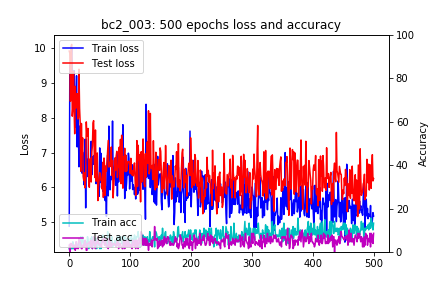 bc2_003: 500 epochs loss and accuracy
Train loss
Test loss
Train acc
Test acc
Loss
10
9
8
7
6
5
Accuracy
100
80
60
40
20
0
0
100
200
300
400
500